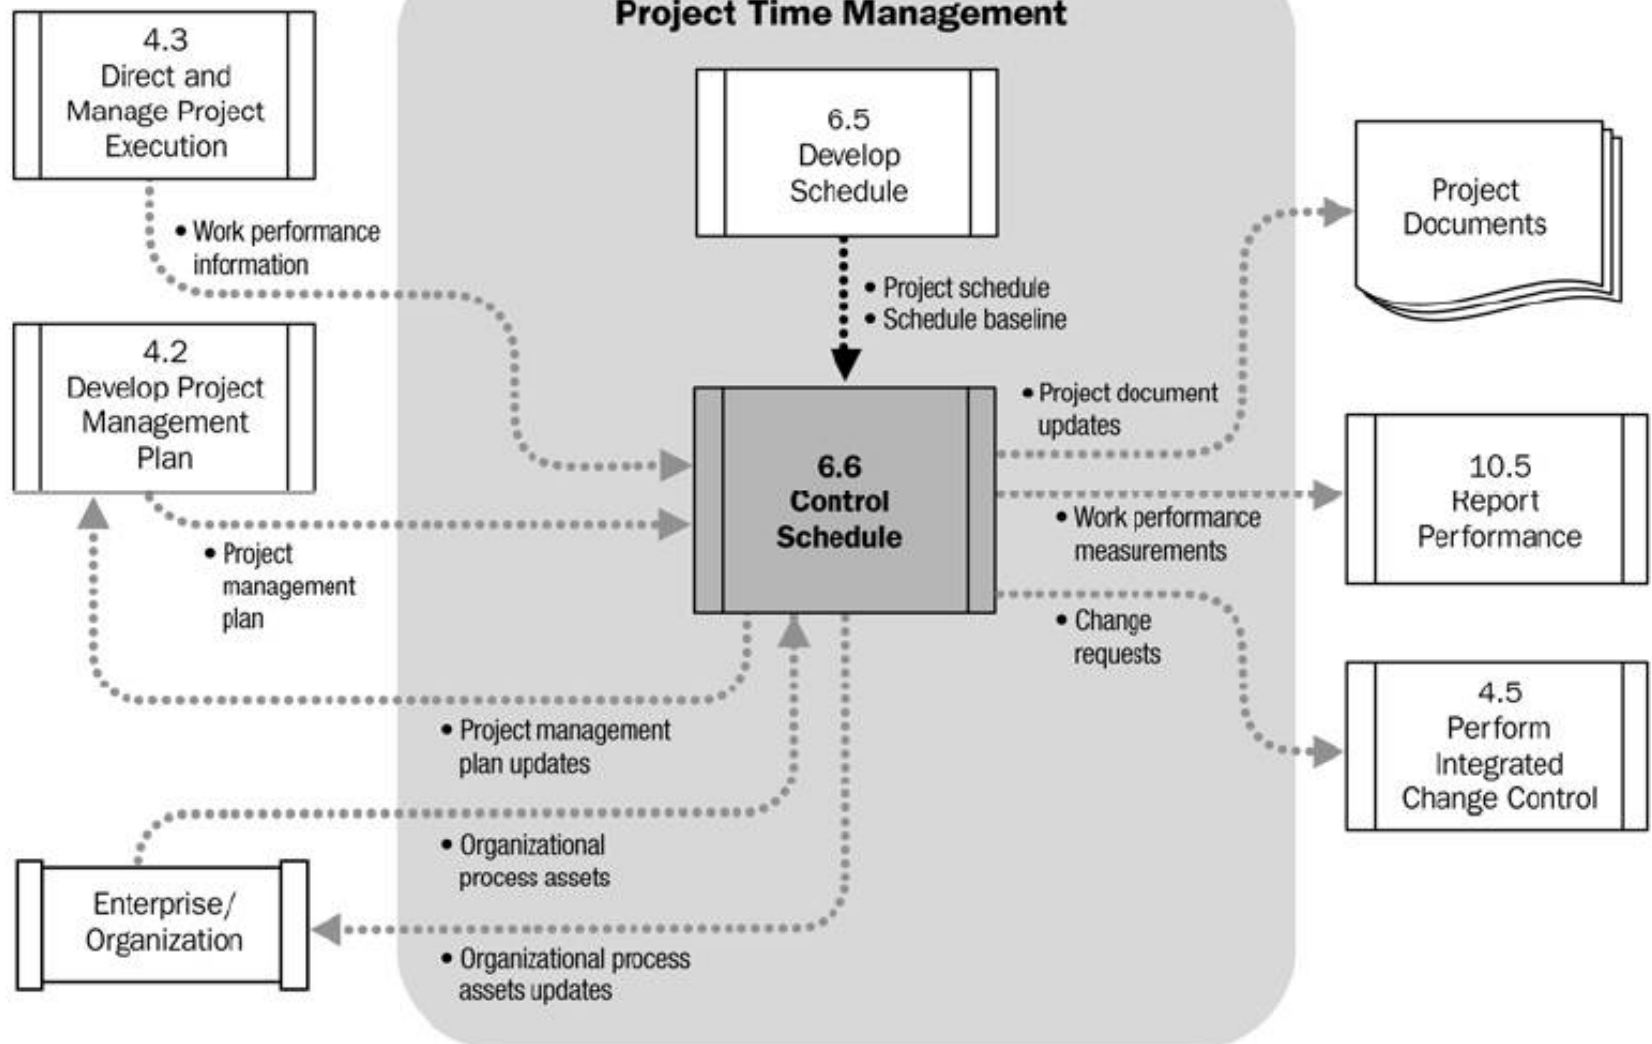 Project Time Management
4.3
Direct and
Manage Project
Execution
• Work performance
information
6.5
Develop
Schedule
• Project schedule
• Schedule baseline
Project
Documents
4.2
Develop Project
Management
Plan
• Project
management
plan
6.6
Control
Schedule
• Project document
updates
• Work performance
measurements
• Change
requests
10.5
Report
Performance
4.5
Perform
Integrated
Change Control
• Project management
plan updates
• Organizational
process assets
Enterprise/
Organization
• Organizational process
assets updates